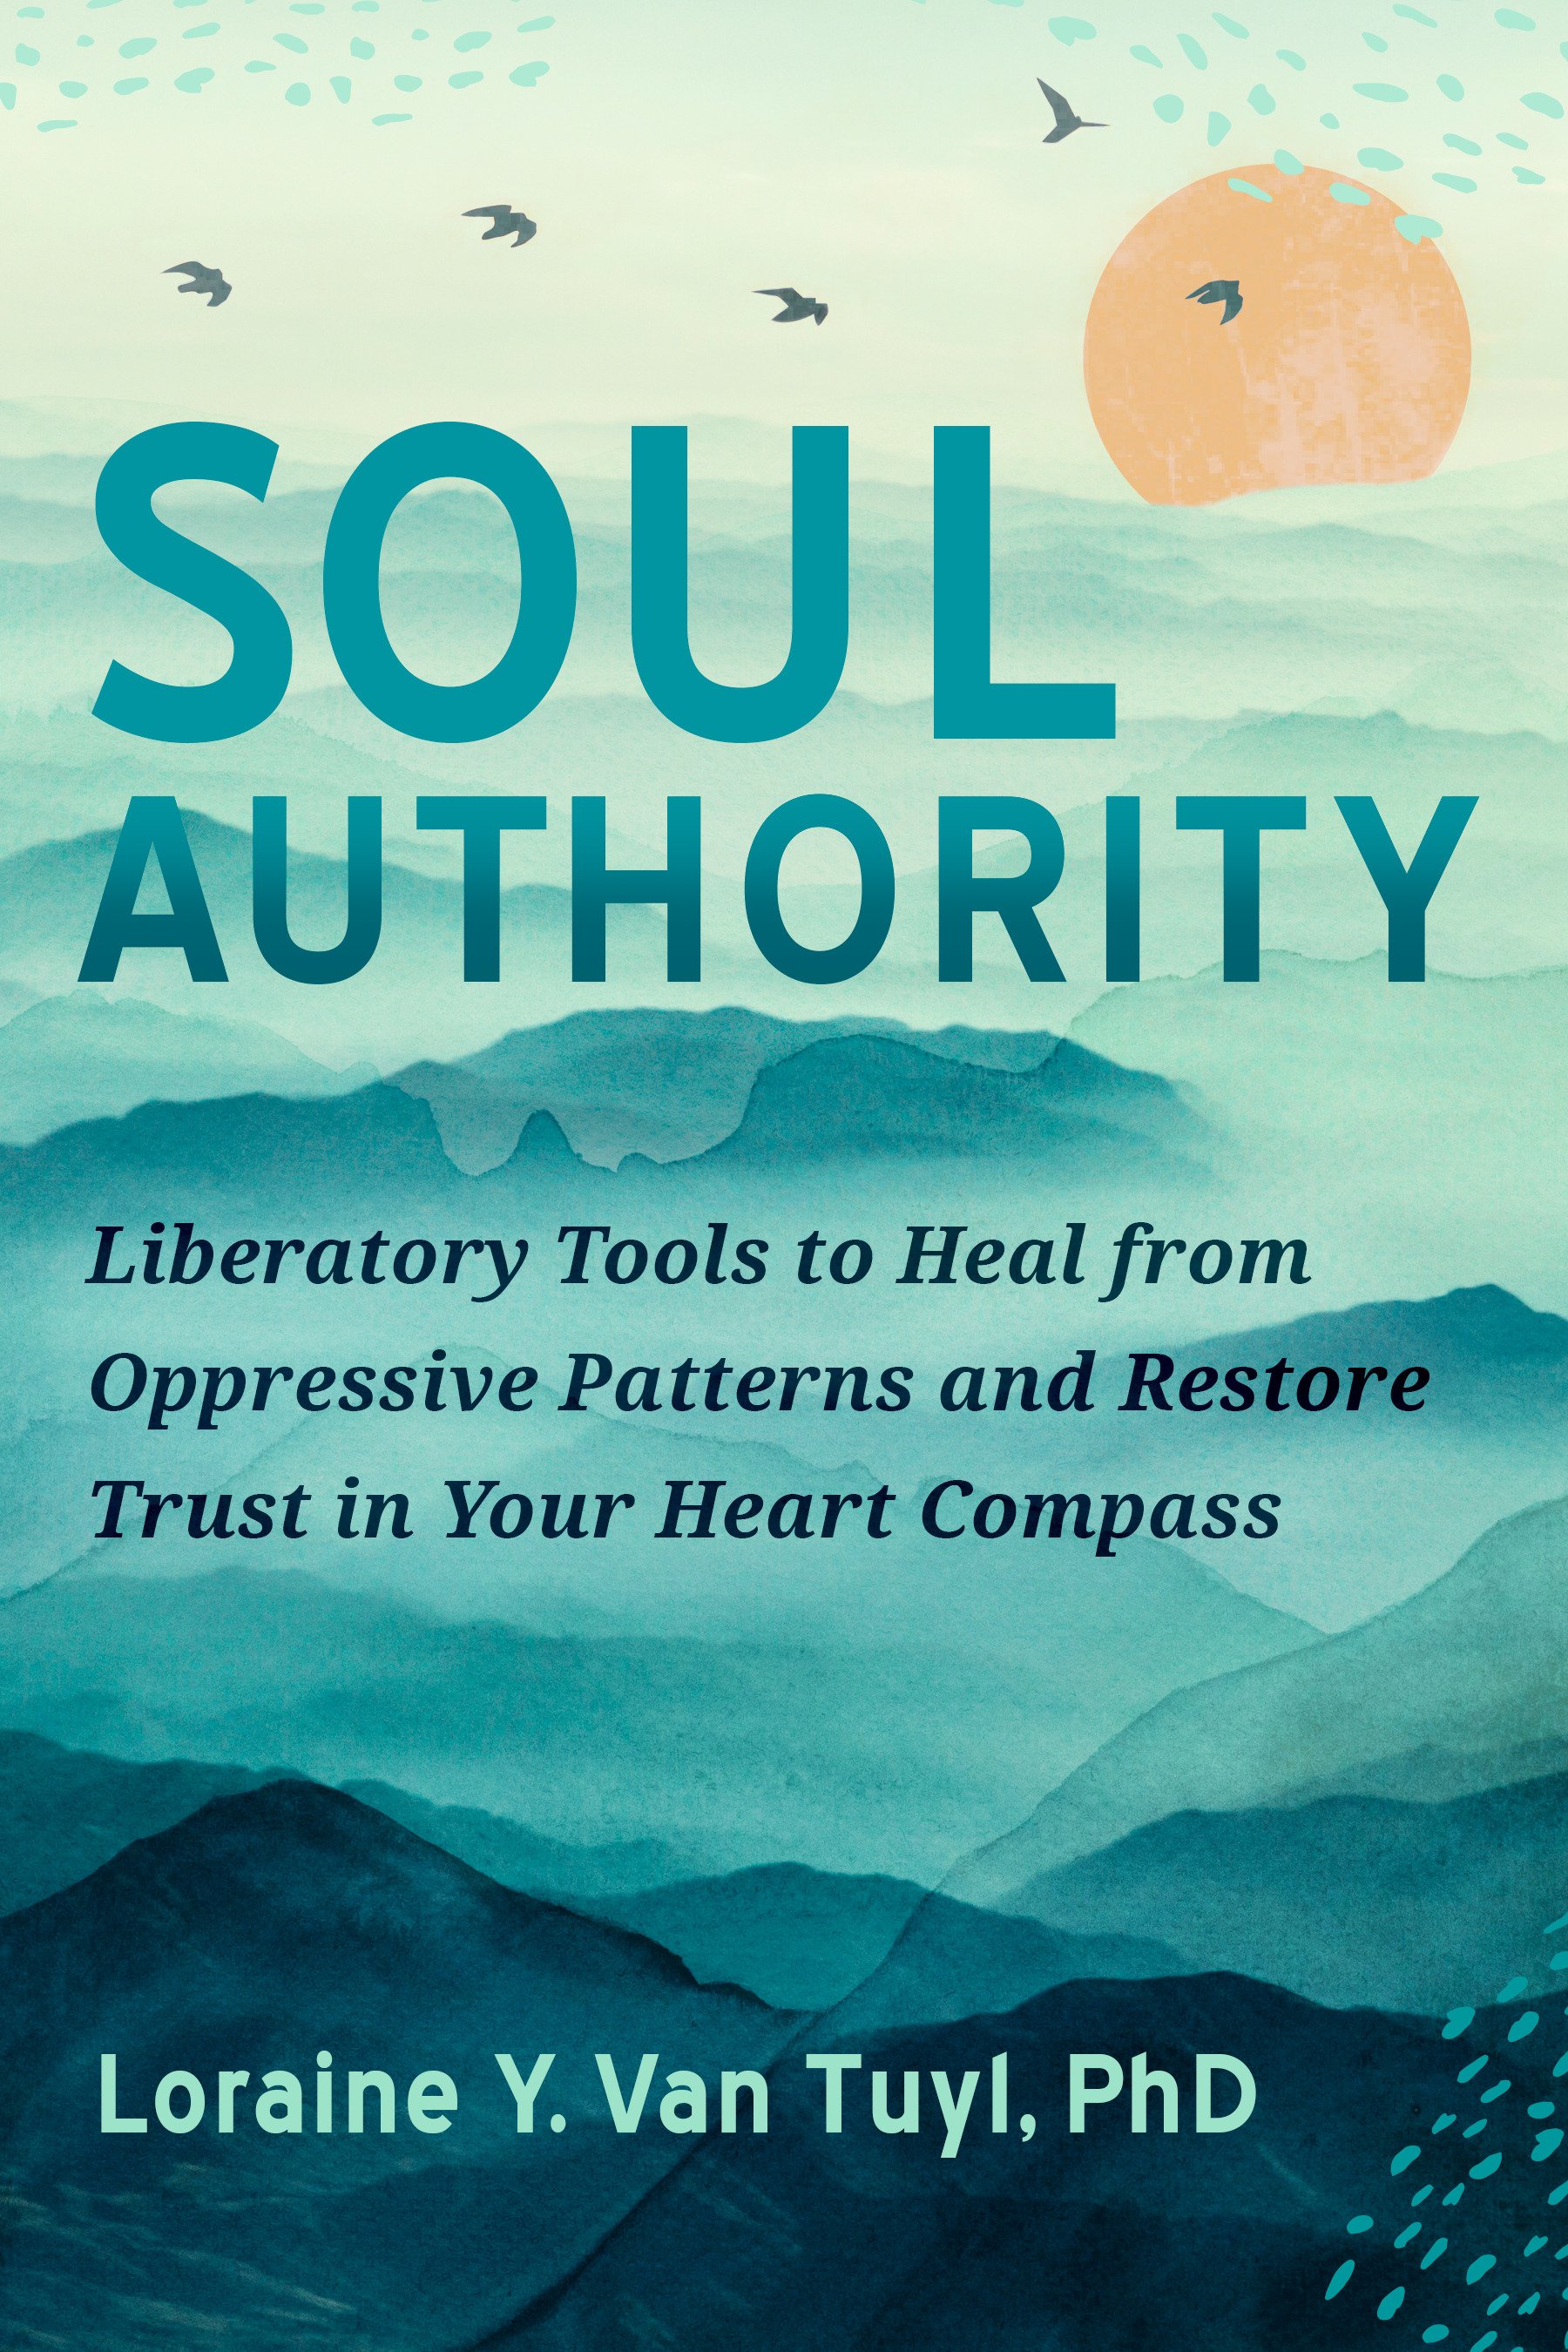 SOUL
AUTHORITY
Liberatory Tools to Heal from
Oppressive Patterns and Restore
Trust in Your Heart Compass
Loraine Y. Van Tuyl, PhD